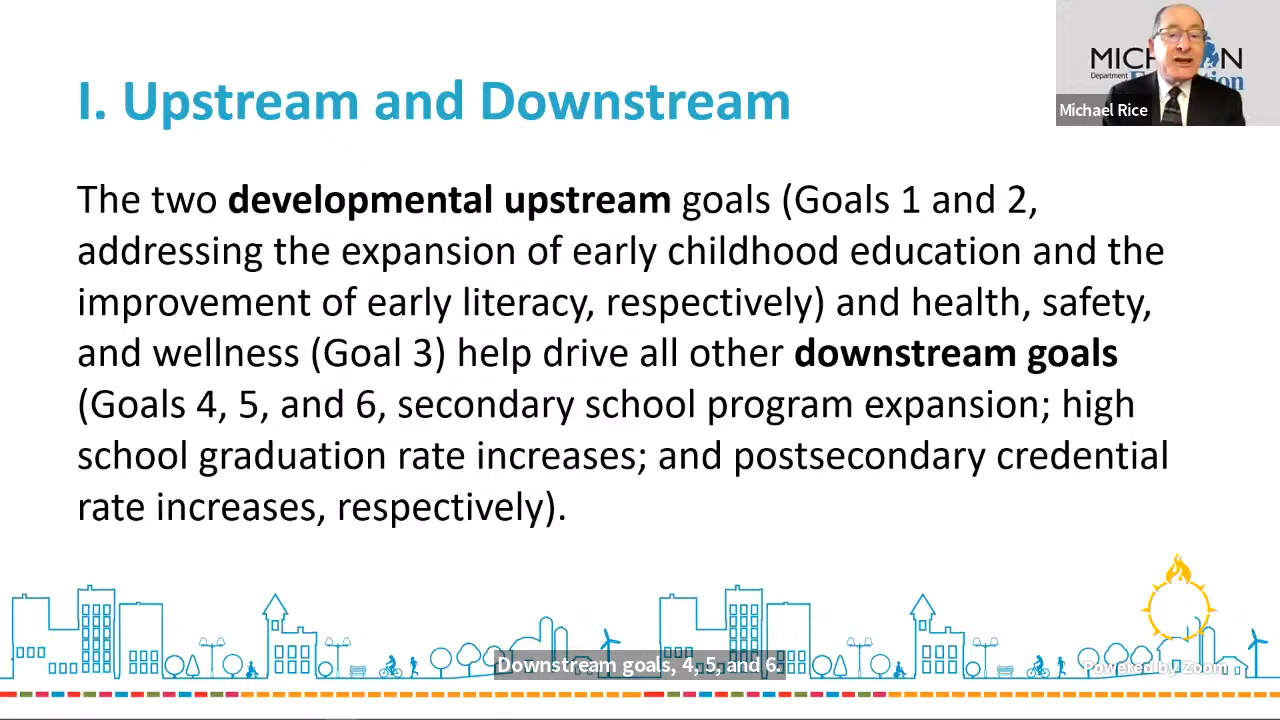 I. Upstream and Downstream
The two developmental upstream goals (Goals 1 and 2,
addressing the expansion of early childhood education and the
improvement of early literacy, respectively) and health, safety,
and wellness (Goal 3) help drive all other downstream goals
(Goals 4, 5, and 6, secondary school program expansion; high
school graduation rate increases; and postsecondary credential
rate increases, respectively).
Michael Rice
Department
Downstream goals, 4, 5, and 6.
Powered by Zoom